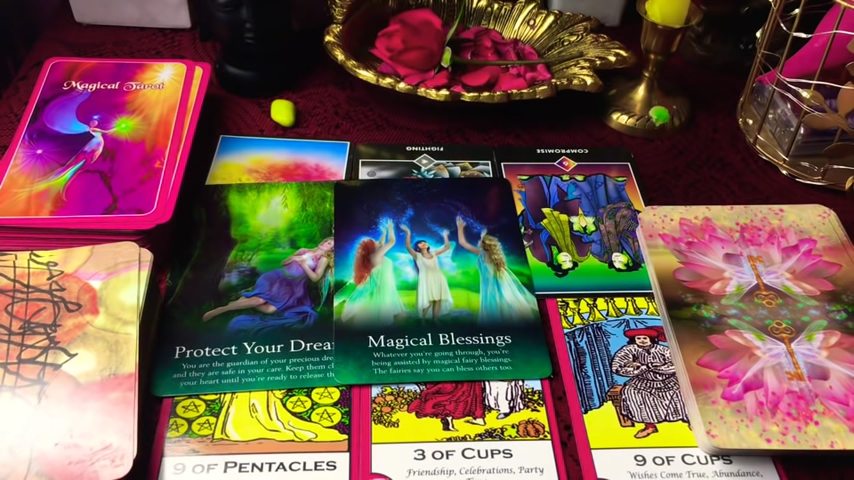 Magical Tarot
FIGHTING
COMPROMISE
Protect Your Drea
You are the guardian of your precious dre
and they are safe in your care. Keep them cl
your heart until you're ready to release th
Magical Blessings
Whatever you're going through, you're
being assisted by magical fairy blessings.
The fairies say you can bless others too.
9 OF PENTACLES
3 OF CUPS
Friendship, Celebrations, Party
9 OF CUPS
Wishes Come True, Abundance,